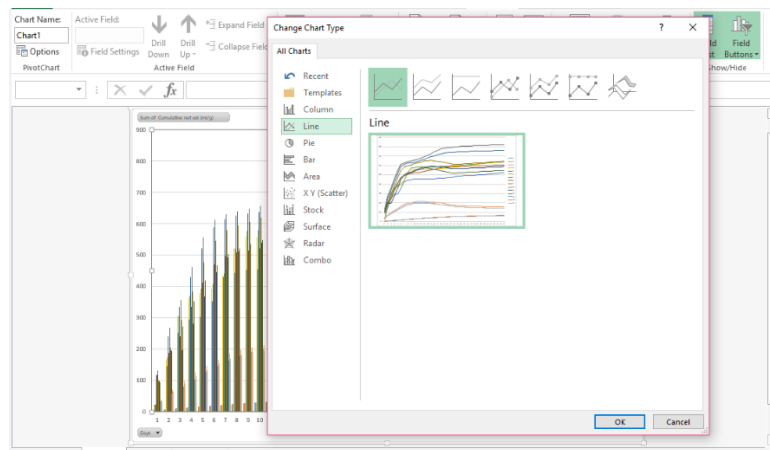 Chart Name:
Active Field:
Chart1
Options
Field Settings
Drill
Down
Drill
Up
Expand Field
Collapse Field
PivotChart
Active Field
Field
Buttons
Show/Hide
fx
Change Chart Type
All Charts
Recent
Templates
Column
Line
Pie
Bar
Area
X Y (Scatter)
Stock
Surface
Radar
Combo
Line
OK
Cancel
900
800
700
600
500
400
300
200
100
0
1 2 3 4 5 6 7 8 9 10
Days